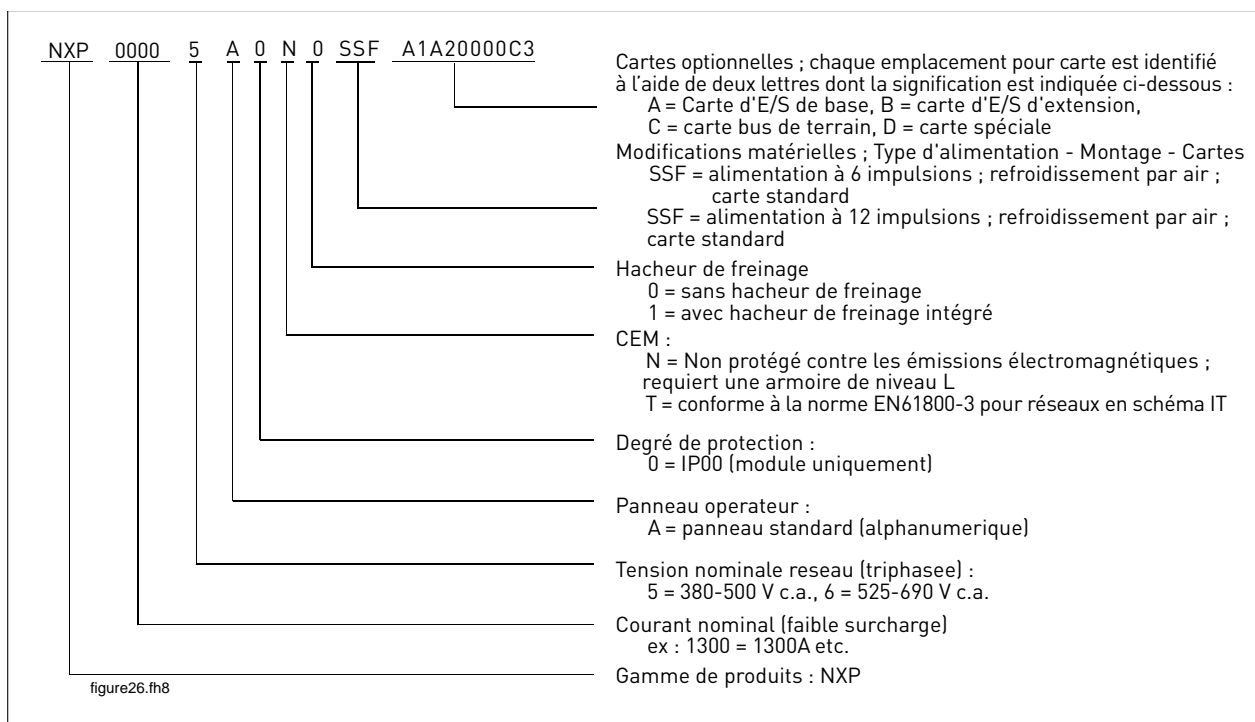 NXP 0000 5 A 0 N 0 SSF A1A20000C3
Cartes optionnelles ; chaque emplacement pour carte est identifié
à l’aide de deux lettres dont la signification est indiquée ci-dessous :
A = Carte d'E/S de base, B = carte d'E/S d'extension,
C = carte bus de terrain, D = carte spéciale
Modifications matérielles ; Type d'alimentation - Montage - Cartes
SSF = alimentation à 6 impulsions ; refroidissement par air ;
carte standard
SSF = alimentation à 12 impulsions ; refroidissement par air ;
carte standard
Hacheur de freinage
0 = sans hacheur de freinage
1 = avec hacheur de freinage intégré
CEM :
N = Non protégé contre les émissions électromagnétiques ;
requiert une armoire de niveau L
T = conforme à la norme EN61800-3 pour réseaux en schéma IT
Degré de protection :
0 = IP00 (module uniquement)
Panneau operateur :
A = panneau standard (alphanumerique)
Tension nominale reseau (triphasee) :
5 = 380-500 V c.a., 6 = 525-690 V c.a.
Courant nominal (faible surcharge)
ex : 1300 = 1300A etc.
Gamme de produits : NXP
figure26.fh8